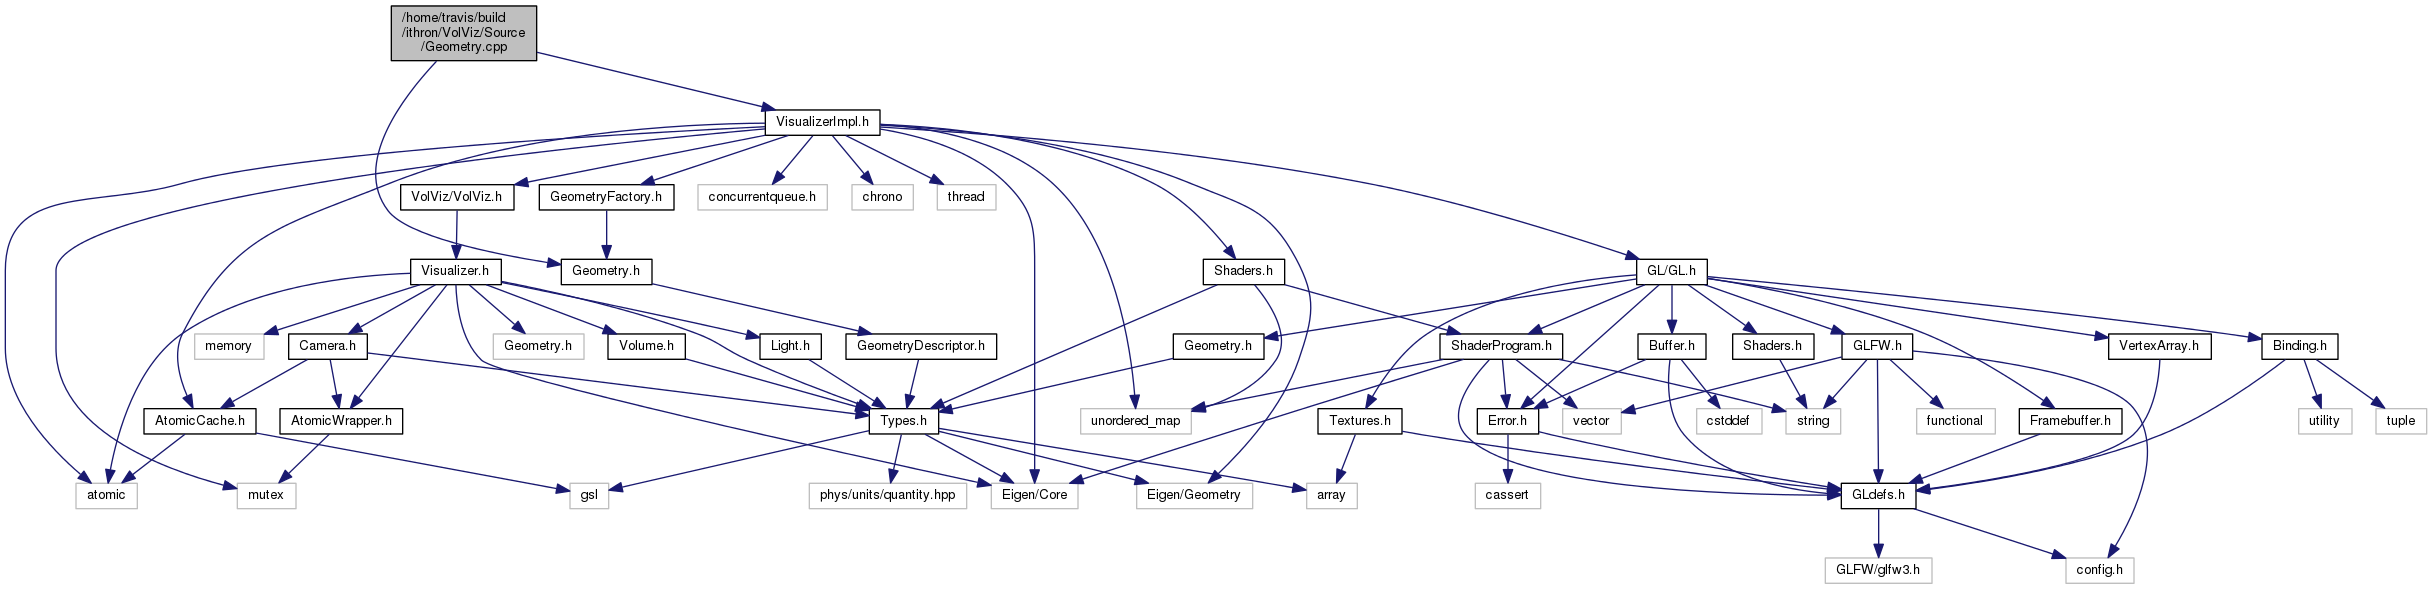 /home/travis/build
/ithron/VolViz/Source
/Geometry.cpp
VisualizerImpl.h
VolViz/VolViz.h
GeometryFactory.h
concurrentqueue.h
chrono
thread
Visualizer.h
Geometry.h
Shaders.h
GL/GL.h
memory
Camera.h
Geometry.h
Volume.h
Light.h
GeometryDescriptor.h
Geometry.h
ShaderProgram.h
Buffer.h
Shaders.h
GLFW.h
VertexArray.h
Binding.h
AtomicCache.h
AtomicWrapper.h
Types.h
unordered_map
Textures.h
Error.h
vector
cstddef
string
functional
Framebuffer.h
utility
tuple
atomic
mutex
gsl
phys/units/quantity.hpp
Eigen/Core
Eigen/Geometry
array
cassert
GLdefs.h
GLFW/glfw3.h
config.h